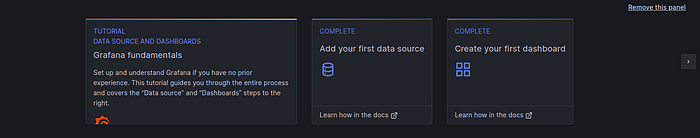 Remove this panel
TUTORIAL
DATA SOURCE AND DASHBOARDS
Grafana fundamentals
Set up and understand Grafana if you have no prior
experience. This tutorial guides you through the entire process
and covers the “Data source” and “Dashboards” steps to the
right.
COMPLETE
Add your first data source
Learn how in the docs
COMPLETE
Create your first dashboard
Learn how in the docs